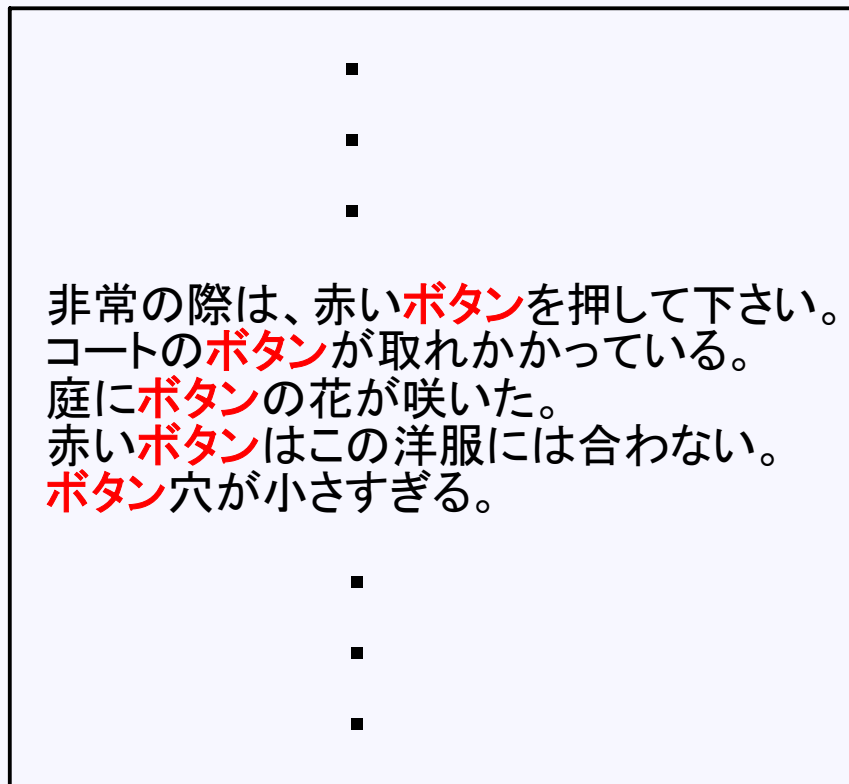 非常の際は、赤いボタンを押して下さい。
コートのボタンが取れかかっている。
庭にボタンの花が咲いた。
赤いボタンはこの洋服には合わない。
ボタン穴が小さすぎる。